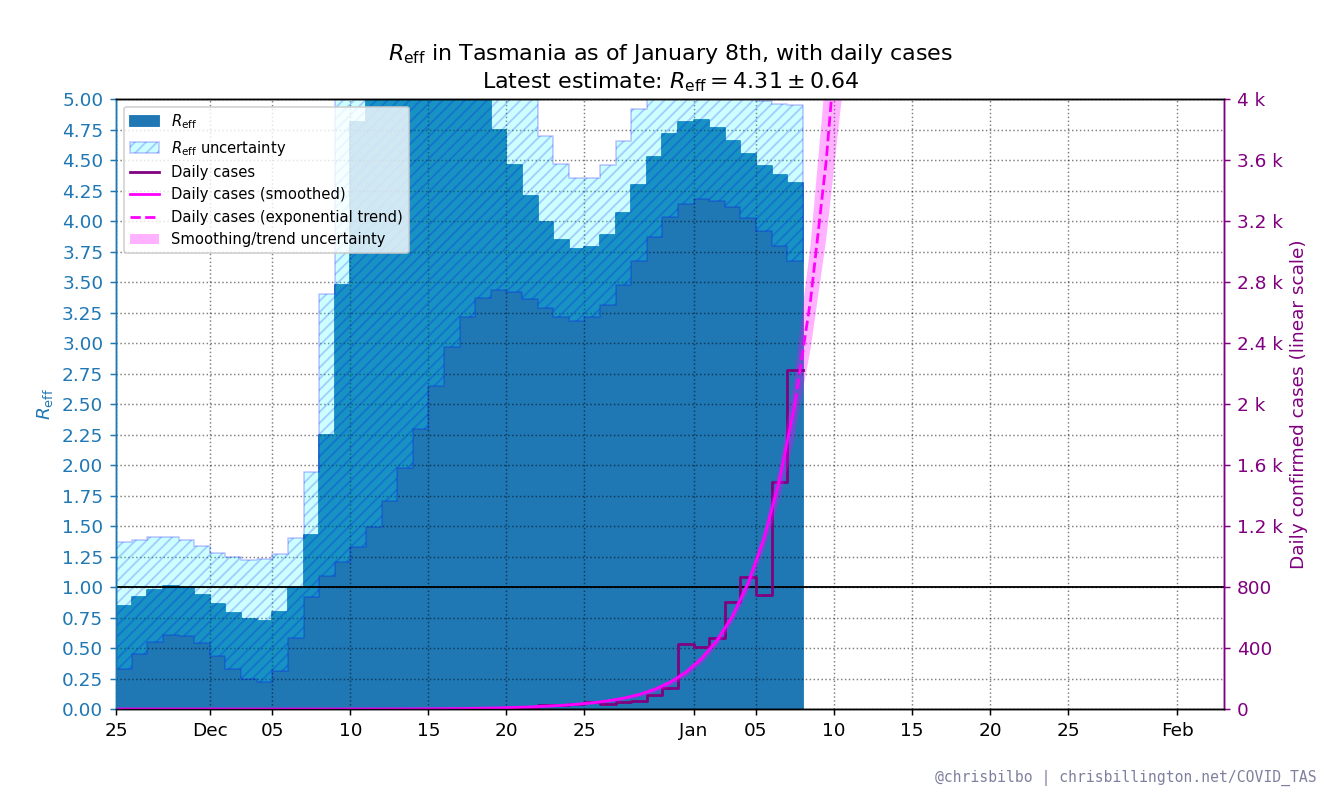 Reff in Tasmania as of January 8th, with daily cases
Latest estimate: Reff = 4.31 ± 0.64
Reff
Reff uncertainty
Daily cases
Daily cases (smoothed)
Daily cases (exponential trend)
Smoothing/trend uncertainty
5.00
4.75
4.50
4.25
4.00
3.75
3.50
3.25
3.00
2.75
2.50
2.25
2.00
1.75
1.50
1.25
1.00
0.75
0.50
0.25
0.00
Reff
4 k
3.6 k
3.2 k
2.8 k
2.4 k
2 k
1.6 k
1.2 k
800
400
0
Daily confirmed cases (linear scale)
25 Dec 05 10 15 20 25 Jan 05 10 15 20 25 Feb
@chrisbilbo | chrisbillington.net/COVID_TAS